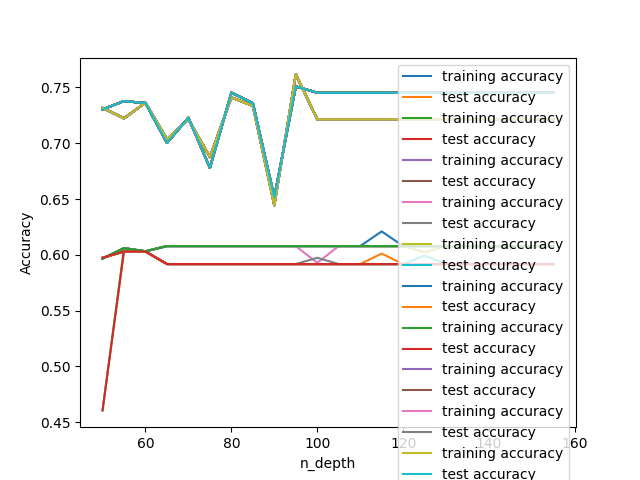 0.75
0.70
0.65
0.60
0.55
0.50
0.45
Accuracy
60
80
100
120
140
160
n_depth
training accuracy
test accuracy
training accuracy
test accuracy
training accuracy
test accuracy
training accuracy
test accuracy
training accuracy
test accuracy
training accuracy
test accuracy
training accuracy
test accuracy
training accuracy
test accuracy
training accuracy
test accuracy
training accuracy
test accuracy